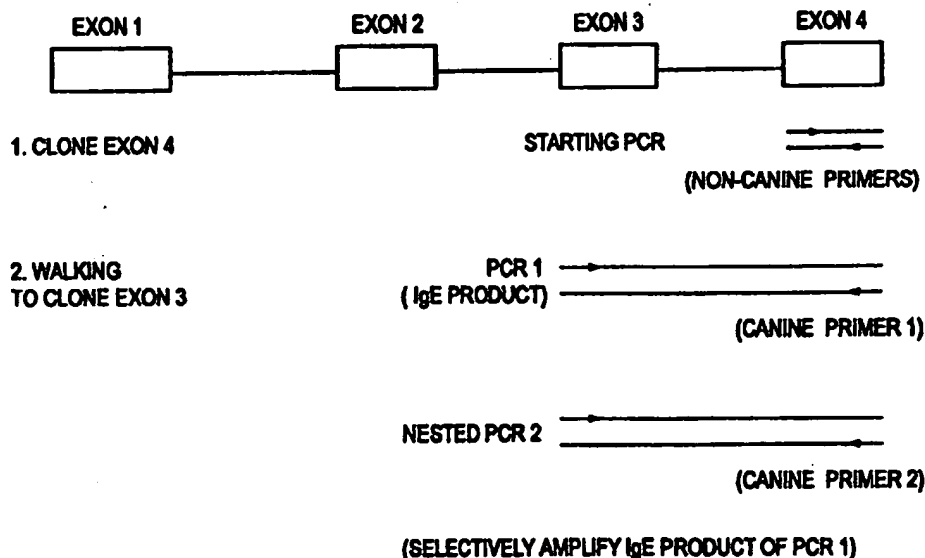 EXON 1 EXON 2 EXON 3 EXON 4
1. CLONE EXON 4 STARTING PCR
(NON-CANINE PRIMERS)
2. WALKING
TO CLONE EXON 3
PCR 1
( IgE PRODUCT)
(CANINE PRIMER 1)
NESTED PCR 2
(CANINE PRIMER 2)
(SELECTIVELY AMPLIFY IgE PRODUCT OF PCR 1)